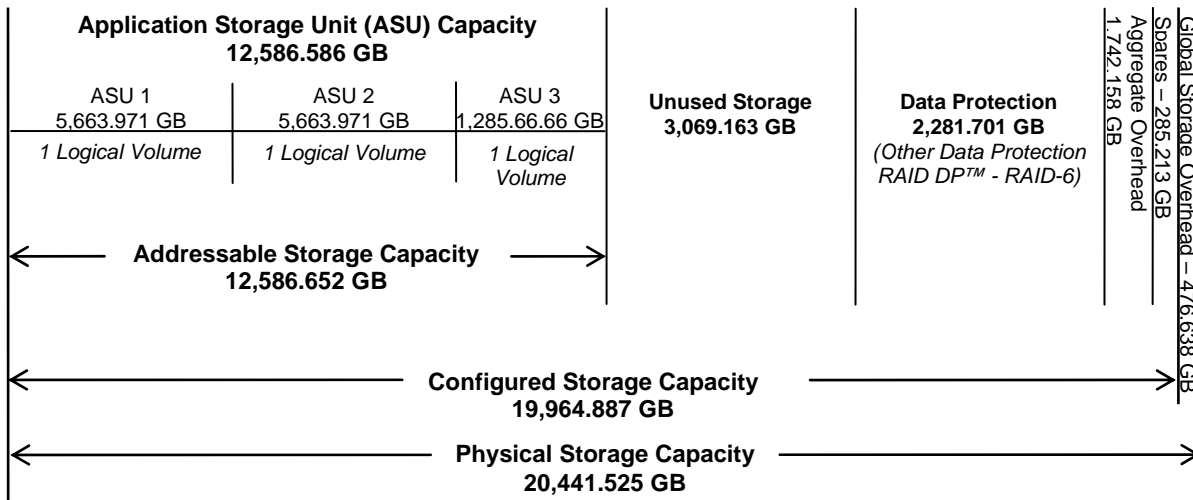 Application Storage Unit (ASU) Capacity
12,586.586 GB
ASU 1
5,663.971 GB
1 Logical Volume
ASU 2
5,663.971 GB
1 Logical Volume
ASU 3
1,285.66.66 GB
1 Logical
Volume
Addressable Storage Capacity
12,586.652 GB
Unused Storage
3,069.163 GB
Data Protection
2,281.701 GB
(Other Data Protection
RAID DP™ - RAID-6)
Aggregate Overhead
1.742.158 GB
Spares – 285.213 GB
Global Storage Overhead – 476.638 GB
Configured Storage Capacity
19,964.887 GB
Physical Storage Capacity
20,441.525 GB